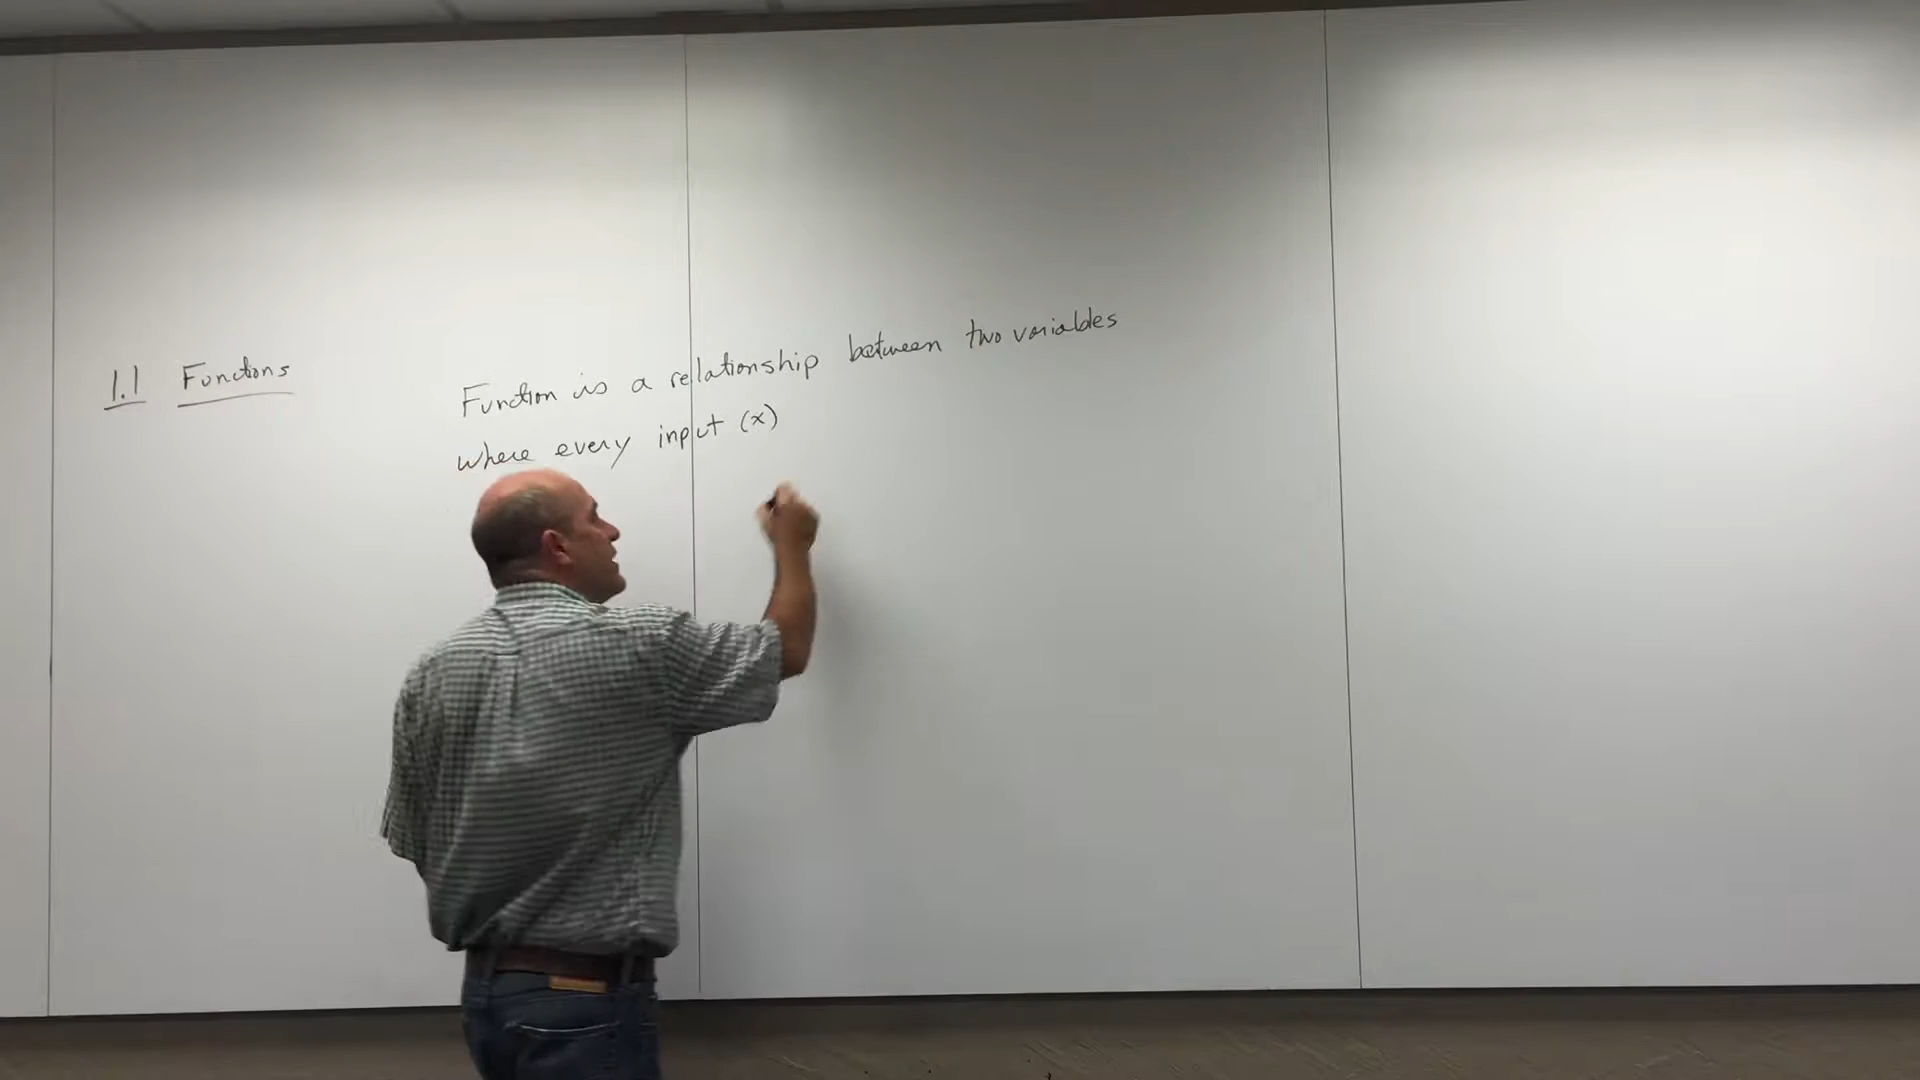 1.1 Functions
Function is a relationship between two variables
where every input (x)